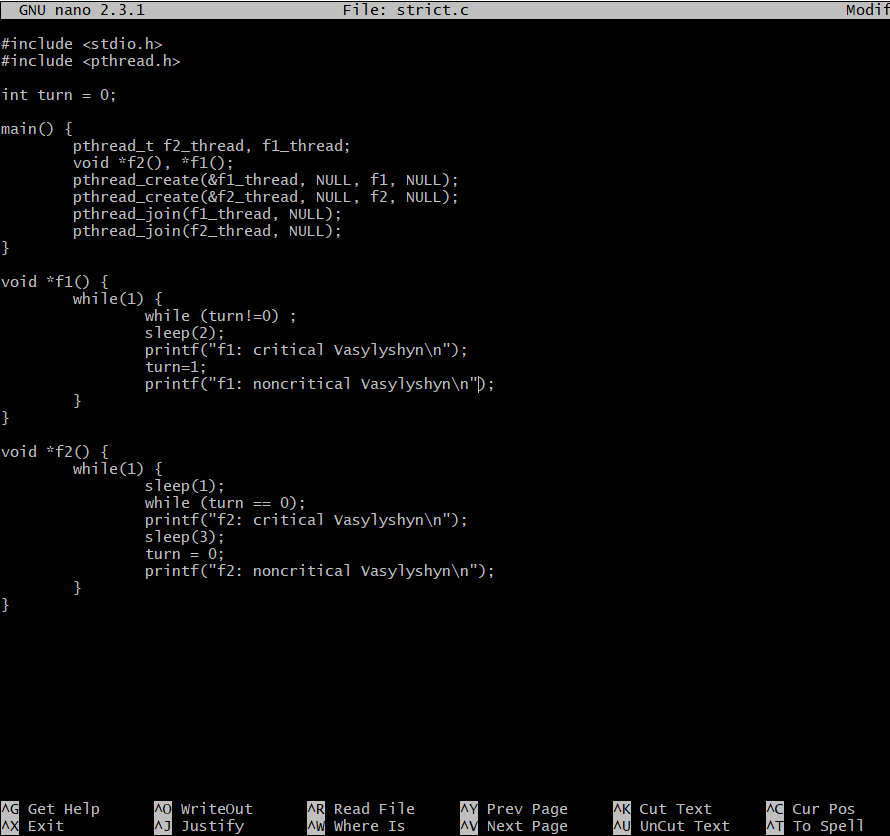 GNU nano 2.3.1 File: strict.c Modif
#include <stdio.h>
#include <pthread.h>
int turn = 0;
main() {
pthread_t f2_thread, f1_thread;
void *f2(), *f1();
pthread_create(&f1_thread, NULL, f1, NULL);
pthread_create(&f2_thread, NULL, f2, NULL);
pthread_join(f1_thread, NULL);
pthread_join(f2_thread, NULL);
}
void *f1() {
while(1) {
while (turn!=0) ;
sleep(2);
printf("f1: critical Vasylyshyn\n");
turn=1;
printf("f1: noncritical Vasylyshyn\n");
}
}
void *f2() {
while(1) {
sleep(1);
while (turn == 0);
printf("f2: critical Vasylyshyn\n");
sleep(3);
turn = 0;
printf("f2: noncritical Vasylyshyn\n");
}
}
^G Get Help ^O WriteOut ^R Read File ^Y Prev Page ^K Cut Text ^C Cur Pos
^X Exit ^J Justify ^W Where Is ^V Next Page ^U UnCut Text ^T To Spell